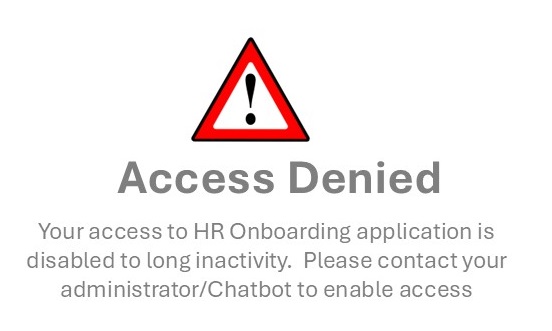 !
Access Denied
Your access to HR Onboarding application is
disabled to long inactivity.  Please contact your
administrator/Chatbot to enable access